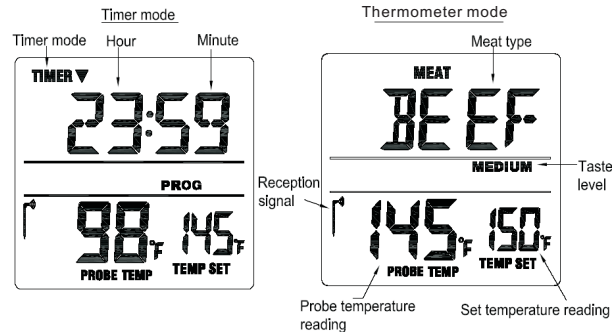 Timer mode
Timer mode
Hour
Minute
TIMER
23:59
PROG
98°F
145°F
PROBE TEMP
TEMP SET
Thermometer mode
Meat type
MEAT
BEEF
MEDIUM
Taste
level
Reception
signal
145°F
150°F
PROBE TEMP
TEMP SET
Probe temperature
reading
Set temperature reading